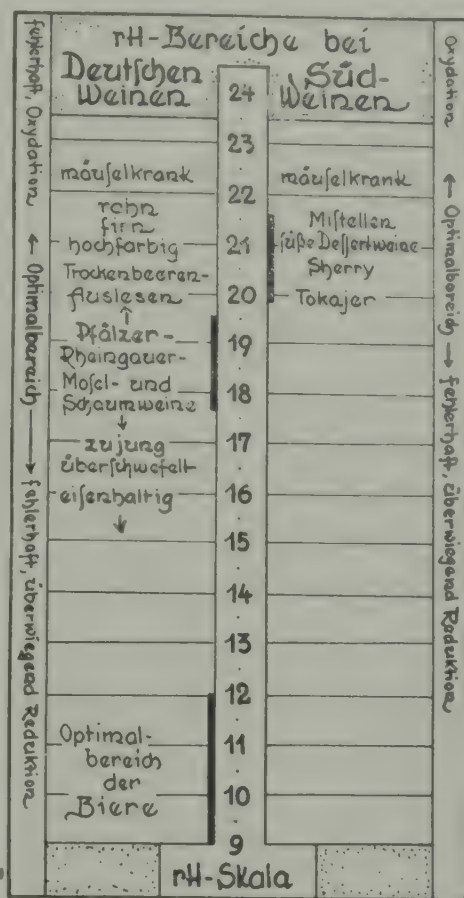 rH-Bereiche bei
Deutſchen
Weinen
Süd-
Weinen
mäuſelkrank
rahn
firn
hochfarbig
Trockenbeeren-
Ausleſen
↑
Pfälzer-
Rheingauer-
Moſel- und
Schaumweine
↓
zu jung
überſchwefelt
eiſenhaltig
↓
Optimal-
bereich
der
Biere
24
23
22
21
20
19
18
17
16
15
14
13
12
11
10
9
mäuſelkrank
Miſtellen
ſüße Deſſertweine
Sherry
Tokajer
rH-Skala
fehlerhaft, Oxydation ← Optimalbereich → fehlerhaft, überwiegend Reduktion
Oxydation ← Optimalbereich → fehlerhaft, überwiegend Reduktion